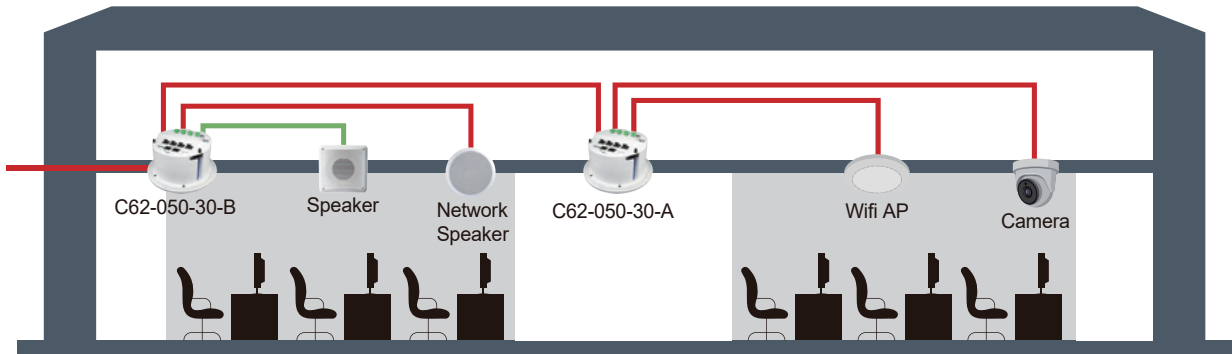 C62-050-30-B
Speaker
Network
Speaker
C62-050-30-A
Wifi AP
Camera